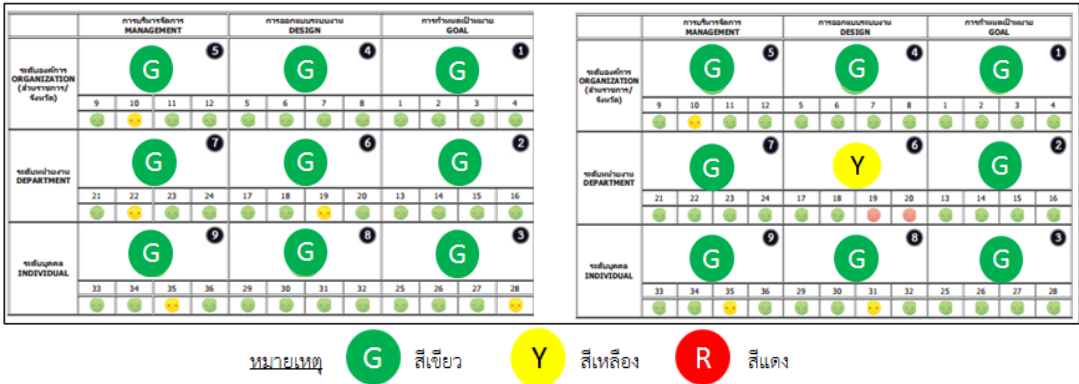 การบริหารจัดการ
MANAGEMENT
การออกแบบระบบงาน
DESIGN
การกำหนดเป้าหมาย
GOAL
ระดับองค์การ
ORGANIZATION
(ส่วนราชการ/
จังหวัด)
G 5 G 4 G 1
9 10 11 12 5 6 7 8 1 2 3 4
ระดับหน่วยงาน
DEPARTMENT
G 7 G 6 G 2
21 22 23 24 17 18 19 20 13 14 15 16
ระดับบุคคล
INDIVIDUAL
G 9 G 8 G 3
33 34 35 36 29 30 31 32 25 26 27 28
การบริหารจัดการ
MANAGEMENT
การออกแบบระบบงาน
DESIGN
การกำหนดเป้าหมาย
GOAL
ระดับองค์การ
ORGANIZATION
(ส่วนราชการ/
จังหวัด)
G 5 G 4 G 1
9 10 11 12 5 6 7 8 1 2 3 4
ระดับหน่วยงาน
DEPARTMENT
G 7 Y 6 G 2
21 22 23 24 17 18 19 20 13 14 15 16
ระดับบุคคล
INDIVIDUAL
G 9 G 8 G 3
33 34 35 36 29 30 31 32 25 26 27 28
หมายเหตุ G สีเขียว Y สีเหลือง R สีแดง